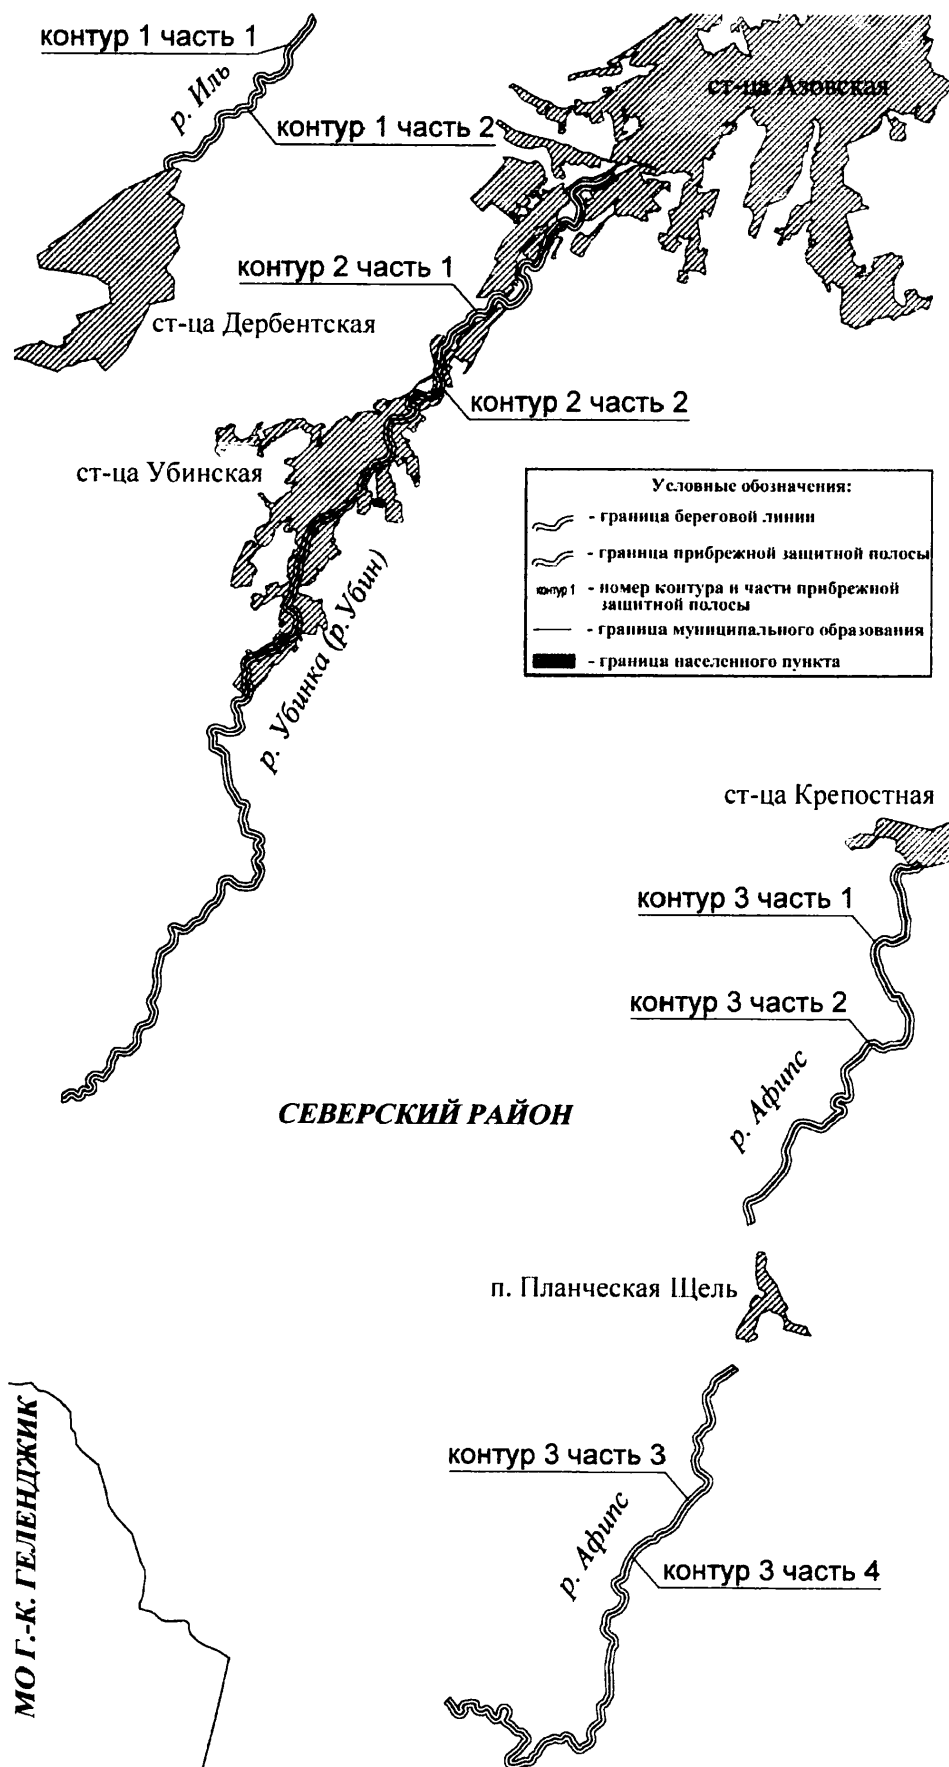 контур 1 часть 1
р. Иль
ст-ца Азовская
контур 1 часть 2
контур 2 часть 1
ст-ца Дербентская
контур 2 часть 2
ст-ца Убинская
Условные обозначения:
- граница береговой линии
- граница прибрежной защитной полосы
контур 1 - номер контура и части прибрежной
защитной полосы
- граница муниципального образования
- граница населенного пункта
р. Убинка (р. Убин)
ст-ца Крепостная
контур 3 часть 1
контур 3 часть 2
р. Афипс
СЕВЕРСКИЙ РАЙОН
п. Планческая Щель
МО Г.-К. ГЕЛЕНДЖИК
контур 3 часть 3
р. Афипс
контур 3 часть 4